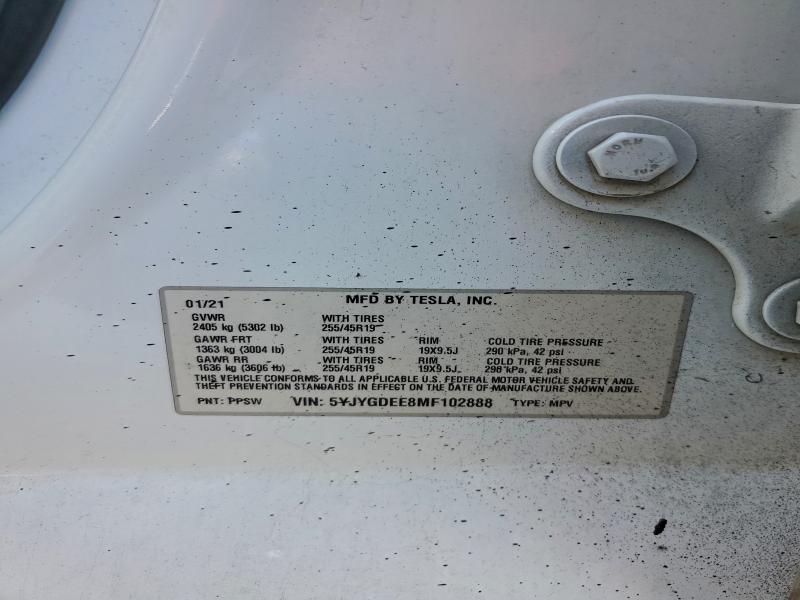 NORM
10.9
01/21 MFD BY TESLA, INC.
GVWR WITH TIRES
2405 kg (5302 lb) 255/45R19
GAWR FRT WITH TIRES RIM COLD TIRE PRESSURE
1363 kg (3004 lb) 255/45R19 19X9.5J 290 kPa, 42 psi
GAWR RR WITH TIRES RIM COLD TIRE PRESSURE
1636 kg (3606 lb) 255/45R19 19X9.5J 290 kPa, 42 psi
THIS VEHICLE CONFORMS TO ALL APPLICABLE U.S. FEDERAL MOTOR VEHICLE SAFETY AND
THEFT PREVENTION STANDARDS IN EFFECT ON THE DATE OF MANUFACTURE SHOWN ABOVE.
PNT: PPSW VIN: 5YJYGDEE8MF102888 TYPE: MPV